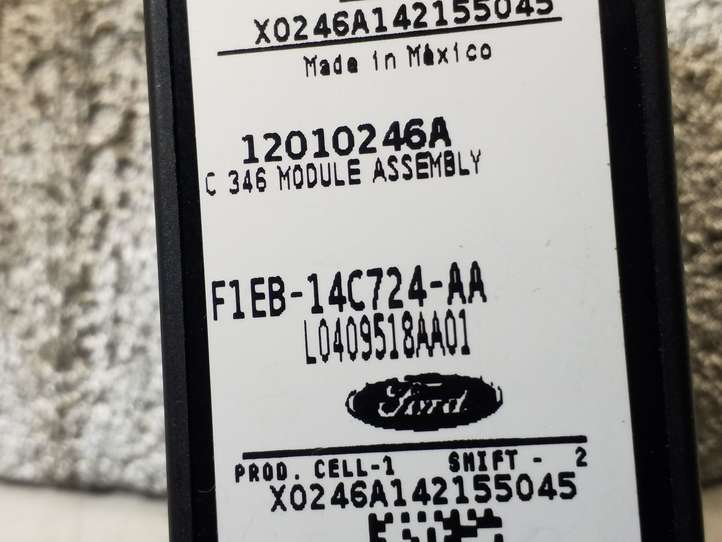 X0246A142155045
Made in México
12010246A
C 346 MODULE ASSEMBLY
F1EB-14C724-AA
L0409518AA01
Ford
PROD. CELL-1 SHIFT - 2
X0246A142155045